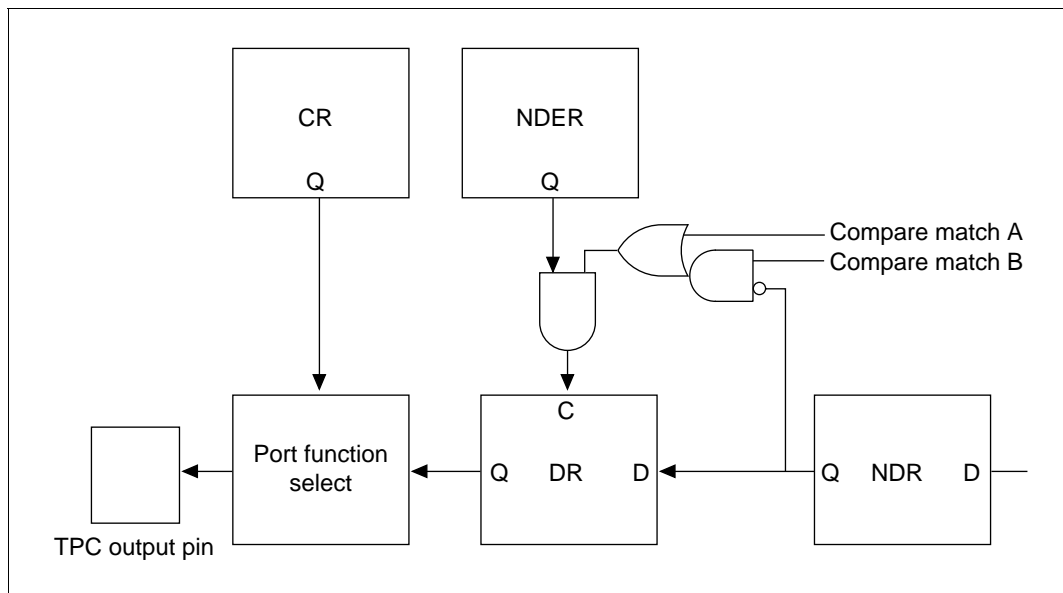 CR
NDER
Q
Q
Compare match A
Compare match B
C
Port function
select
Q
DR
D
Q
NDR
D
TPC output pin